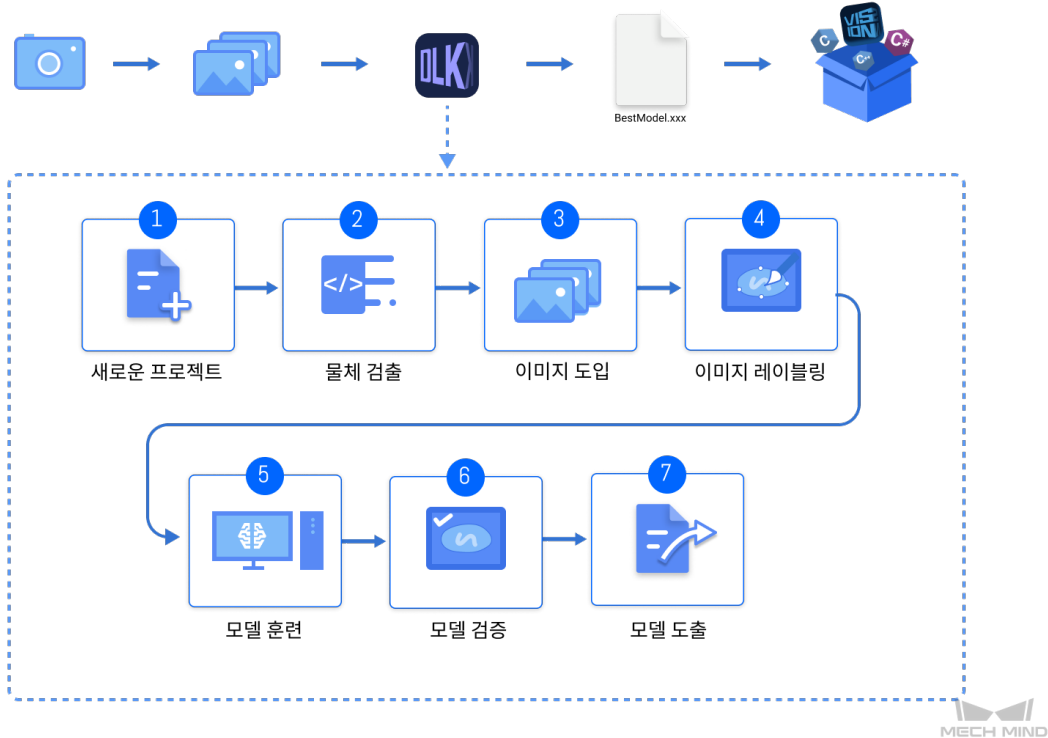 DLK
VIS
ION
C
C#
C++
BestModel.xxx
1
2
3
4
</>
새로운 프로젝트
물체 검출
이미지 도입
이미지 레이블링
5
6
7
모델 훈련
모델 검증
모델 도출
MECH MIND